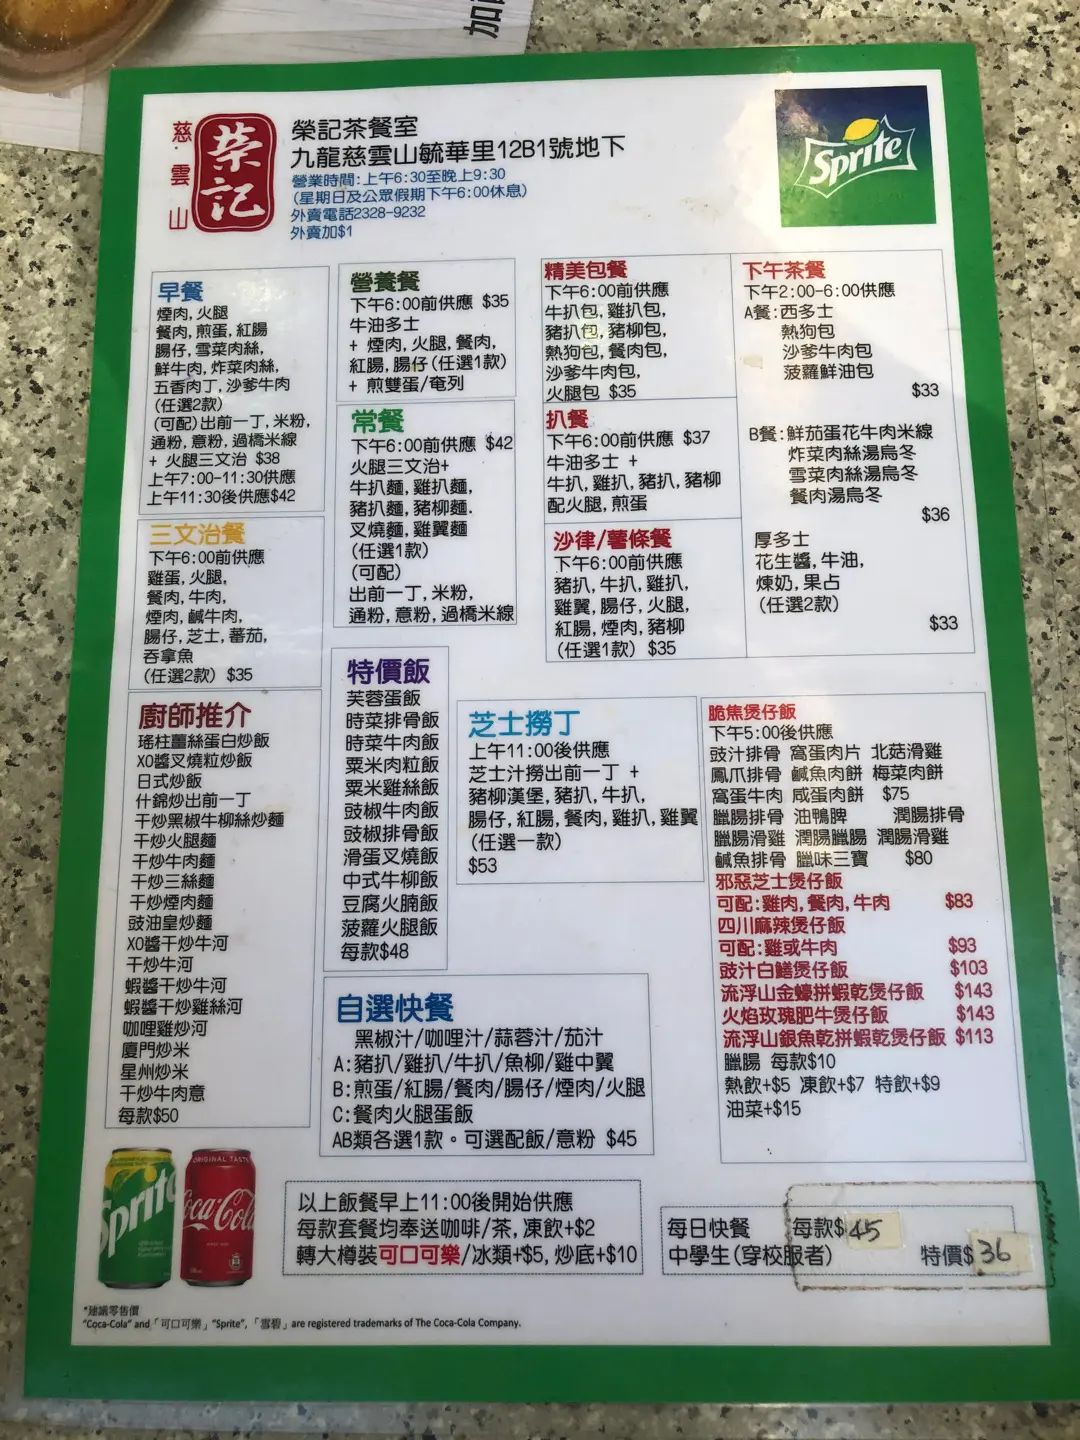 加
慈·雲山
榮記
榮記茶餐室
九龍慈雲山毓華里12B1號地下
營業時間:上午6:30至晚上9:30
(星期日及公眾假期下午6:00休息)
外賣電話2328-9232
外賣加$1
Sprite
早餐
煙肉,火腿
餐肉,煎蛋,紅腸
腸仔,雪菜肉絲,
鮮牛肉,炸菜肉絲,
五香肉丁,沙爹牛肉
(任選2款)
(可配)出前一丁,米粉,
通粉,意粉,過橋米線
+ 火腿三文治 $38
上午7:00-11:30供應
上午11:30後供應$42
三文治餐
下午6:00前供應
雞蛋,火腿,
餐肉,牛肉,
煙肉,鹹牛肉,
腸仔,芝士,蕃茄,
吞拿魚
(任選2款) $35
廚師推介
瑤柱薑絲蛋白炒飯
XO醬叉燒粒炒飯
日式炒飯
什錦炒出前一丁
干炒黑椒牛柳絲炒麵
干炒火腿麵
干炒牛肉麵
干炒三絲麵
干炒煙肉麵
豉油皇炒麵
XO醬干炒牛河
干炒牛河
蝦醬干炒牛河
蝦醬干炒雞絲河
咖哩雞炒河
廈門炒米
星州炒米
干炒牛肉意
每款$50
營養餐
下午6:00前供應 $35
牛油多士
+ 煙肉,火腿,餐肉,
紅腸,腸仔(任選1款)
+ 煎雙蛋/奄列
常餐
下午6:00前供應 $42
火腿三文治+
牛扒麵,雞扒麵,
豬扒麵,豬柳麵.
叉燒麵,雞翼麵
(任選1款)
(可配)
出前一丁,米粉,
通粉,意粉,過橋米線
特價飯
芙蓉蛋飯
時菜排骨飯
時菜牛肉飯
粟米肉粒飯
粟米雞絲飯
豉椒牛肉飯
豉椒排骨飯
滑蛋叉燒飯
中式牛柳飯
豆腐火腩飯
菠蘿火腿飯
每款$48
精美包餐
下午6:00前供應
牛扒包,雞扒包,
豬扒包,豬柳包,
熱狗包,餐肉包,
沙爹牛肉包,
火腿包 $35
扒餐
下午6:00前供應 $37
牛油多士 +
牛扒,雞扒,豬扒,豬柳
配火腿,煎蛋
沙律/薯條餐
下午6:00前供應
豬扒,牛扒,雞扒,
雞翼,腸仔,火腿,
紅腸,煙肉,豬柳
(任選1款) $35
下午茶餐
下午2:00-6:00供應
A餐:西多士
熱狗包
沙爹牛肉包
菠蘿鮮油包
$33
B餐:鮮茄蛋花牛肉米線
炸菜肉絲湯烏冬
雪菜肉絲湯烏冬
餐肉湯烏冬
$36
厚多士
花生醬,牛油,
煉奶,果占
(任選2款)
$33
芝士撈丁
上午11:00後供應
芝士汁撈出前一丁 +
豬柳漢堡,豬扒,牛扒,
腸仔,紅腸,餐肉,雞扒,雞翼
(任選一款)
$53
脆焦煲仔飯
下午5:00後供應
豉汁排骨 窩蛋肉片 北菇滑雞
鳳爪排骨 鹹魚肉餅 梅菜肉餅
窩蛋牛肉 咸蛋肉餅 $75
臘腸排骨 油鴨脾 潤腸排骨
臘腸滑雞 潤腸臘腸 潤腸滑雞
鹹魚排骨 臘味三寶 $80
邪惡芝士煲仔飯
可配:雞肉,餐肉,牛肉 $83
四川麻辣煲仔飯
可配:雞或牛肉 $93
豉汁白鱔煲仔飯 $103
流浮山金蠔拼蝦乾煲仔飯 $143
火焰玫瑰肥牛煲仔飯 $143
流浮山銀魚乾拼蝦乾煲仔飯 $113
臘腸 每款$10
熱飲+$5 凍飲+$7 特飲+$9
油菜+$15
自選快餐
黑椒汁/咖哩汁/蒜蓉汁/茄汁
A:豬扒/雞扒/牛扒/魚柳/雞中翼
B:煎蛋/紅腸/餐肉/腸仔/煙肉/火腿
C:餐肉火腿蛋飯
AB類各選1款。可選配飯/意粉 $45
Sprite
ORIGINAL TASTE
Coca-Cola
以上飯餐早上11:00後開始供應
每款套餐均奉送咖啡/茶,凍飲+$2
轉大樽裝可口可樂/冰類+$5,炒底+$10
每日快餐 每款$45
中學生(穿校服者) 特價$36
*建議零售價
"Coca-Cola" and「可口可樂」"Sprite",「雪碧」are registered trademarks of The Coca-Cola Company.